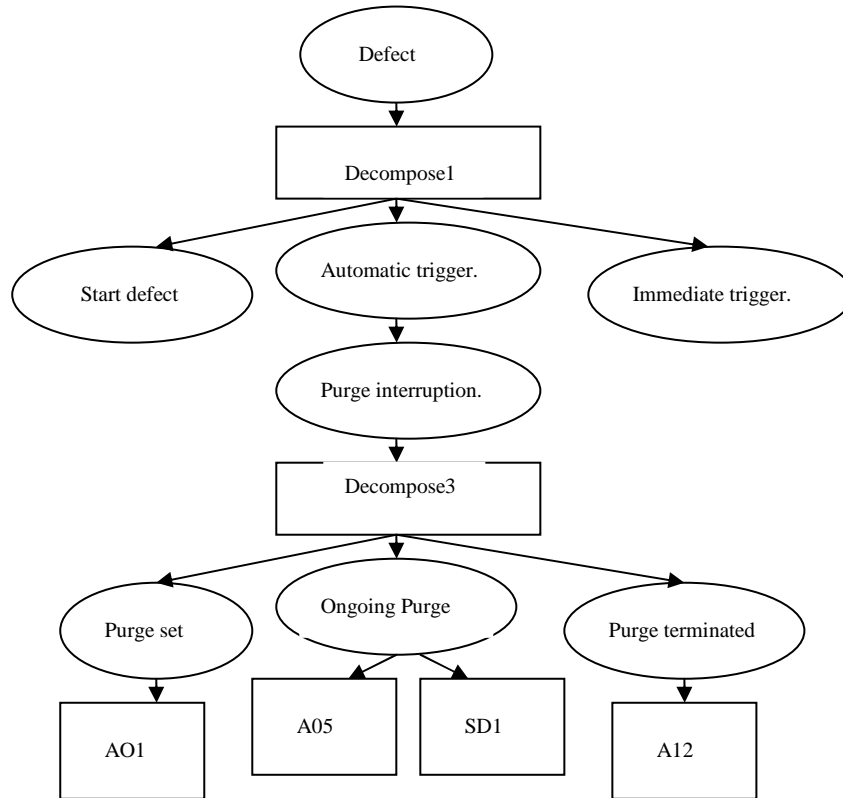 Defect
Decompose1
Start defect
Automatic trigger.
Immediate trigger.
Purge interruption.
Decompose3
Purge set
Ongoing Purge
Purge terminated
AO1
A05
SD1
A12